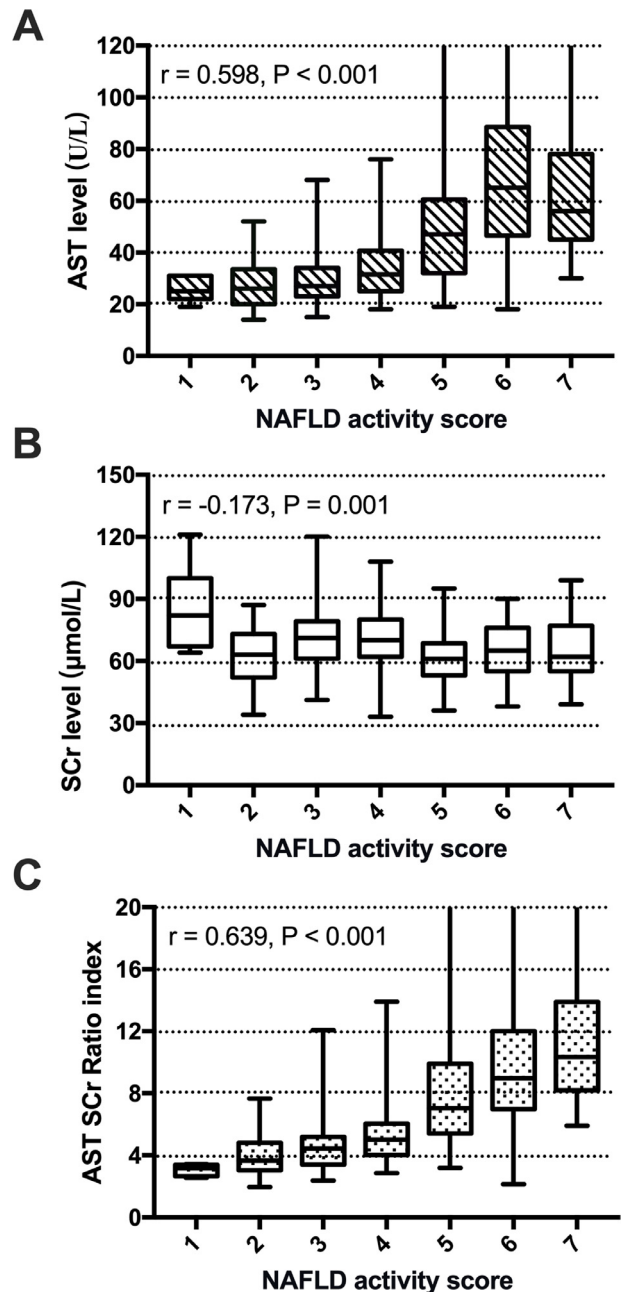 A
AST level (U/L)
120
100
80
60
40
20
0
r = 0.598, P < 0.001
1 2 3 4 5 6 7
NAFLD activity score
B
SCr level (μmol/L)
150
120
90
60
30
0
r = -0.173, P = 0.001
1 2 3 4 5 6 7
NAFLD activity score
C
AST SCr Ratio index
20
16
12
8
4
0
r = 0.639, P < 0.001
1 2 3 4 5 6 7
NAFLD activity score